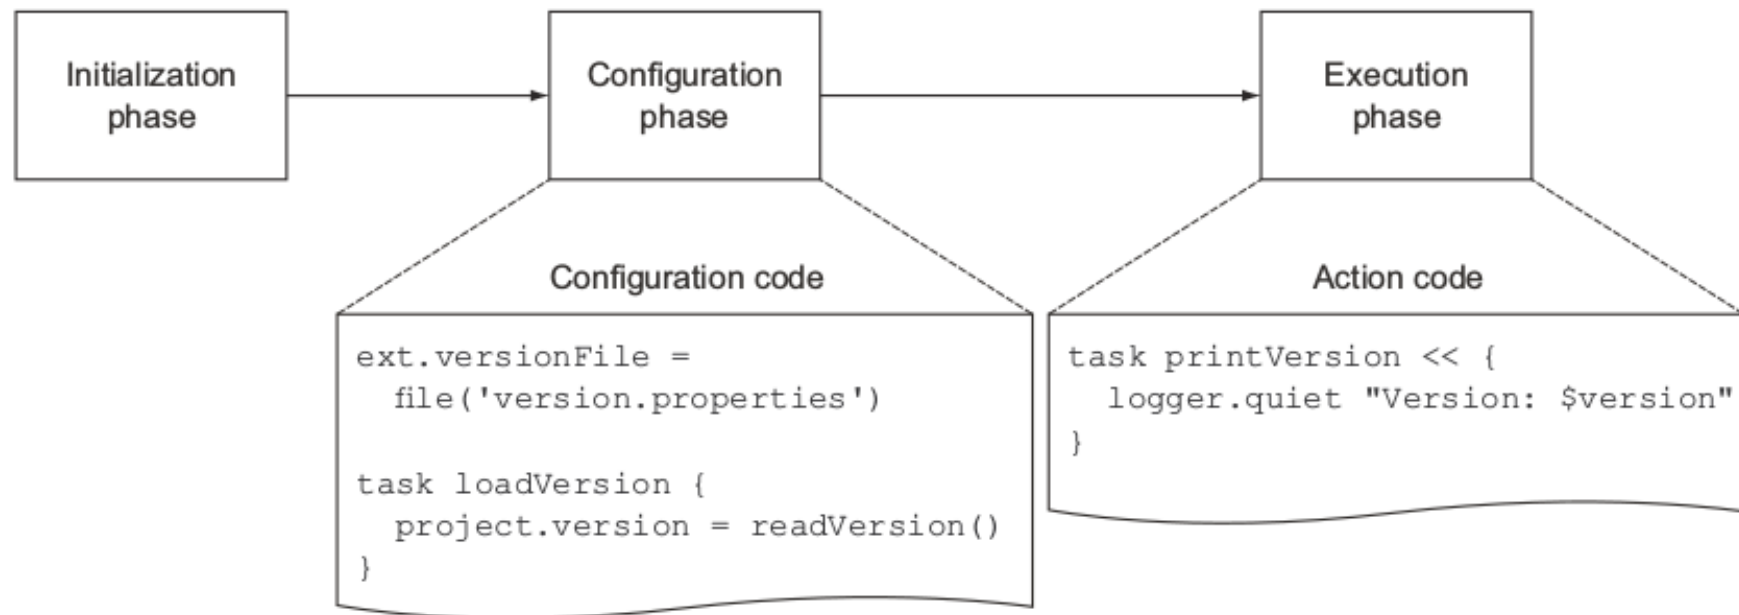 Initialization
phase
Configuration
phase
Execution
phase
Configuration code
ext.versionFile =
  file('version.properties')
task loadVersion {
  project.version = readVersion()
}
Action code
task printVersion << {
  logger.quiet "Version: $version"
}